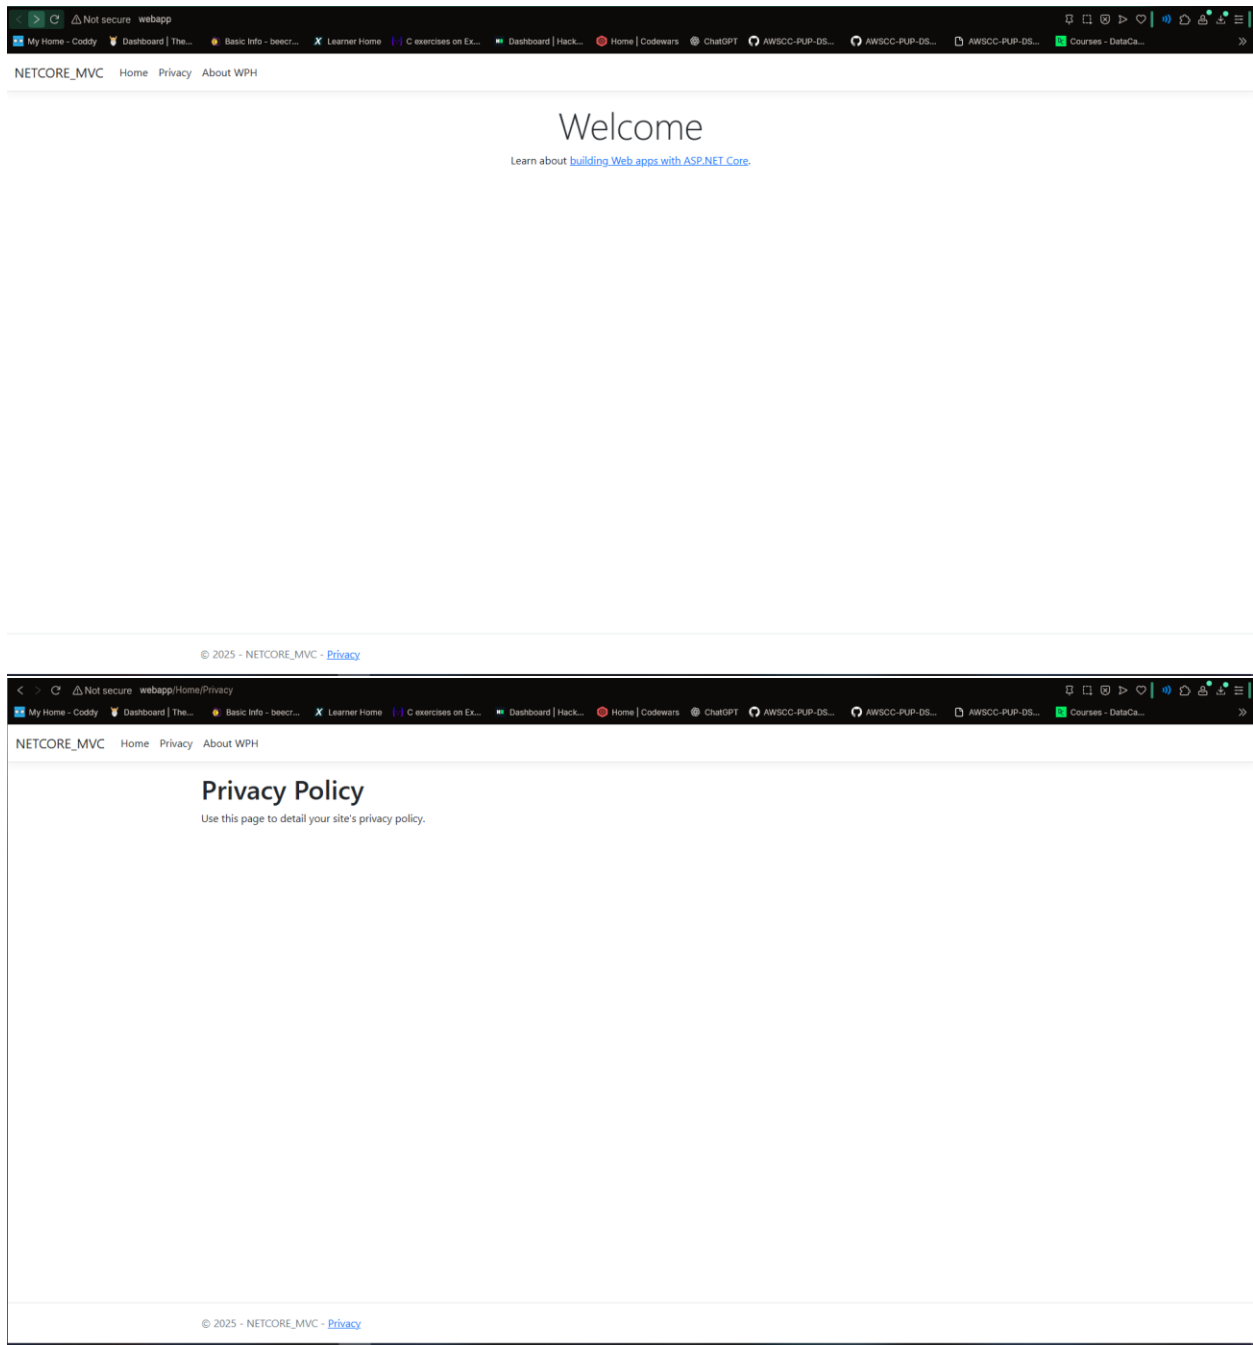 Not secure webapp
My Home - Coddy Dashboard | The... Basic Info - beecr... Learner Home C exercises on Ex... Dashboard | Hack... Home | Codewars ChatGPT AWSCC-PUP-DS... AWSCC-PUP-DS... AWSCC-PUP-DS... Courses - DataCa...
NETCORE_MVC Home Privacy About WPH
Welcome
Learn about building Web apps with ASP.NET Core.
© 2025 - NETCORE_MVC - Privacy
Not secure webapp/Home/Privacy
My Home - Coddy Dashboard | The... Basic Info - beecr... Learner Home C exercises on Ex... Dashboard | Hack... Home | Codewars ChatGPT AWSCC-PUP-DS... AWSCC-PUP-DS... AWSCC-PUP-DS... Courses - DataCa...
NETCORE_MVC Home Privacy About WPH
Privacy Policy
Use this page to detail your site's privacy policy.
© 2025 - NETCORE_MVC - Privacy